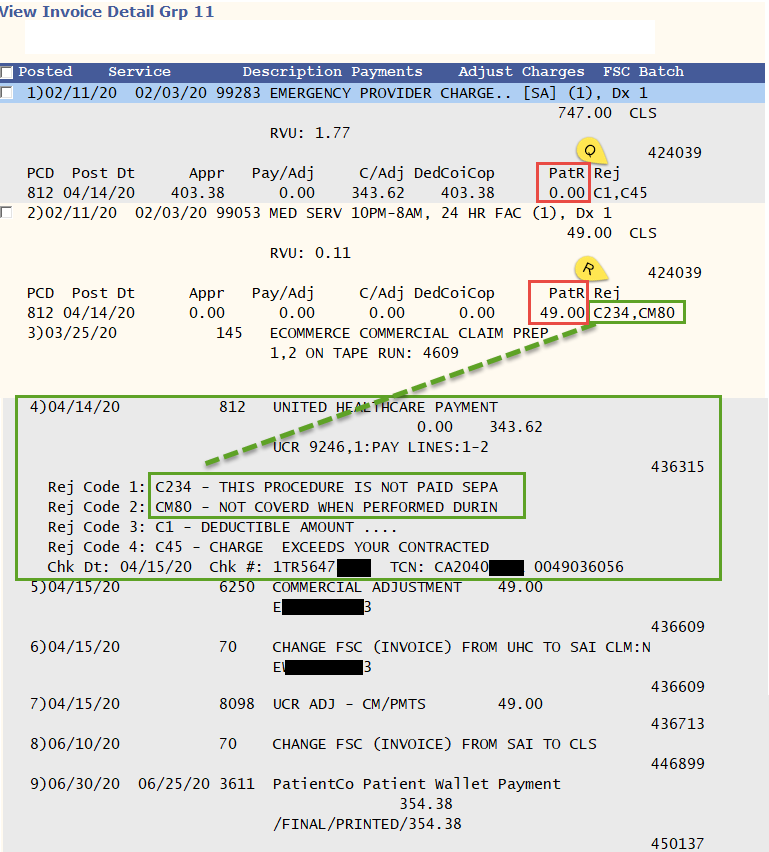 View Invoice Detail Grp 11
Posted Service Description Payments Adjust Charges FSC Batch
1)02/11/20 02/03/20 99283 EMERGENCY PROVIDER CHARGE.. [SA] (1), Dx 1
747.00 CLS
RVU: 1.77
Q
424039
PCD Post Dt Appr Pay/Adj C/Adj DedCoiCop PatR Rej
812 04/14/20 403.38 0.00 343.62 403.38 0.00 C1,C45
2)02/11/20 02/03/20 99053 MED SERV 10PM-8AM, 24 HR FAC (1), Dx 1
49.00 CLS
RVU: 0.11
R
424039
PCD Post Dt Appr Pay/Adj C/Adj DedCoiCop PatR Rej
812 04/14/20 0.00 0.00 0.00 0.00 49.00 C234,CM80
3)03/25/20 145 ECOMMERCE COMMERCIAL CLAIM PREP
1,2 ON TAPE RUN: 4609
4)04/14/20 812 UNITED HEALTHCARE PAYMENT
0.00 343.62
UCR 9246,1:PAY LINES:1-2
436315
Rej Code 1: C234 - THIS PROCEDURE IS NOT PAID SEPA
Rej Code 2: CM80 - NOT COVERD WHEN PERFORMED DURIN
Rej Code 3: C1 - DEDUCTIBLE AMOUNT ....
Rej Code 4: C45 - CHARGE EXCEEDS YOUR CONTRACTED
Chk Dt: 04/15/20 Chk #: 1TR5647 TCN: CA2040 0049036056
5)04/15/20 6250 COMMERCIAL ADJUSTMENT 49.00
E 3
436609
6)04/15/20 70 CHANGE FSC (INVOICE) FROM UHC TO SAI CLM:N
EW 3
436609
7)04/15/20 8098 UCR ADJ - CM/PMTS 49.00
436713
8)06/10/20 70 CHANGE FSC (INVOICE) FROM SAI TO CLS
446899
9)06/30/20 06/25/20 3611 PatientCo Patient Wallet Payment
354.38
/FINAL/PRINTED/354.38
450137